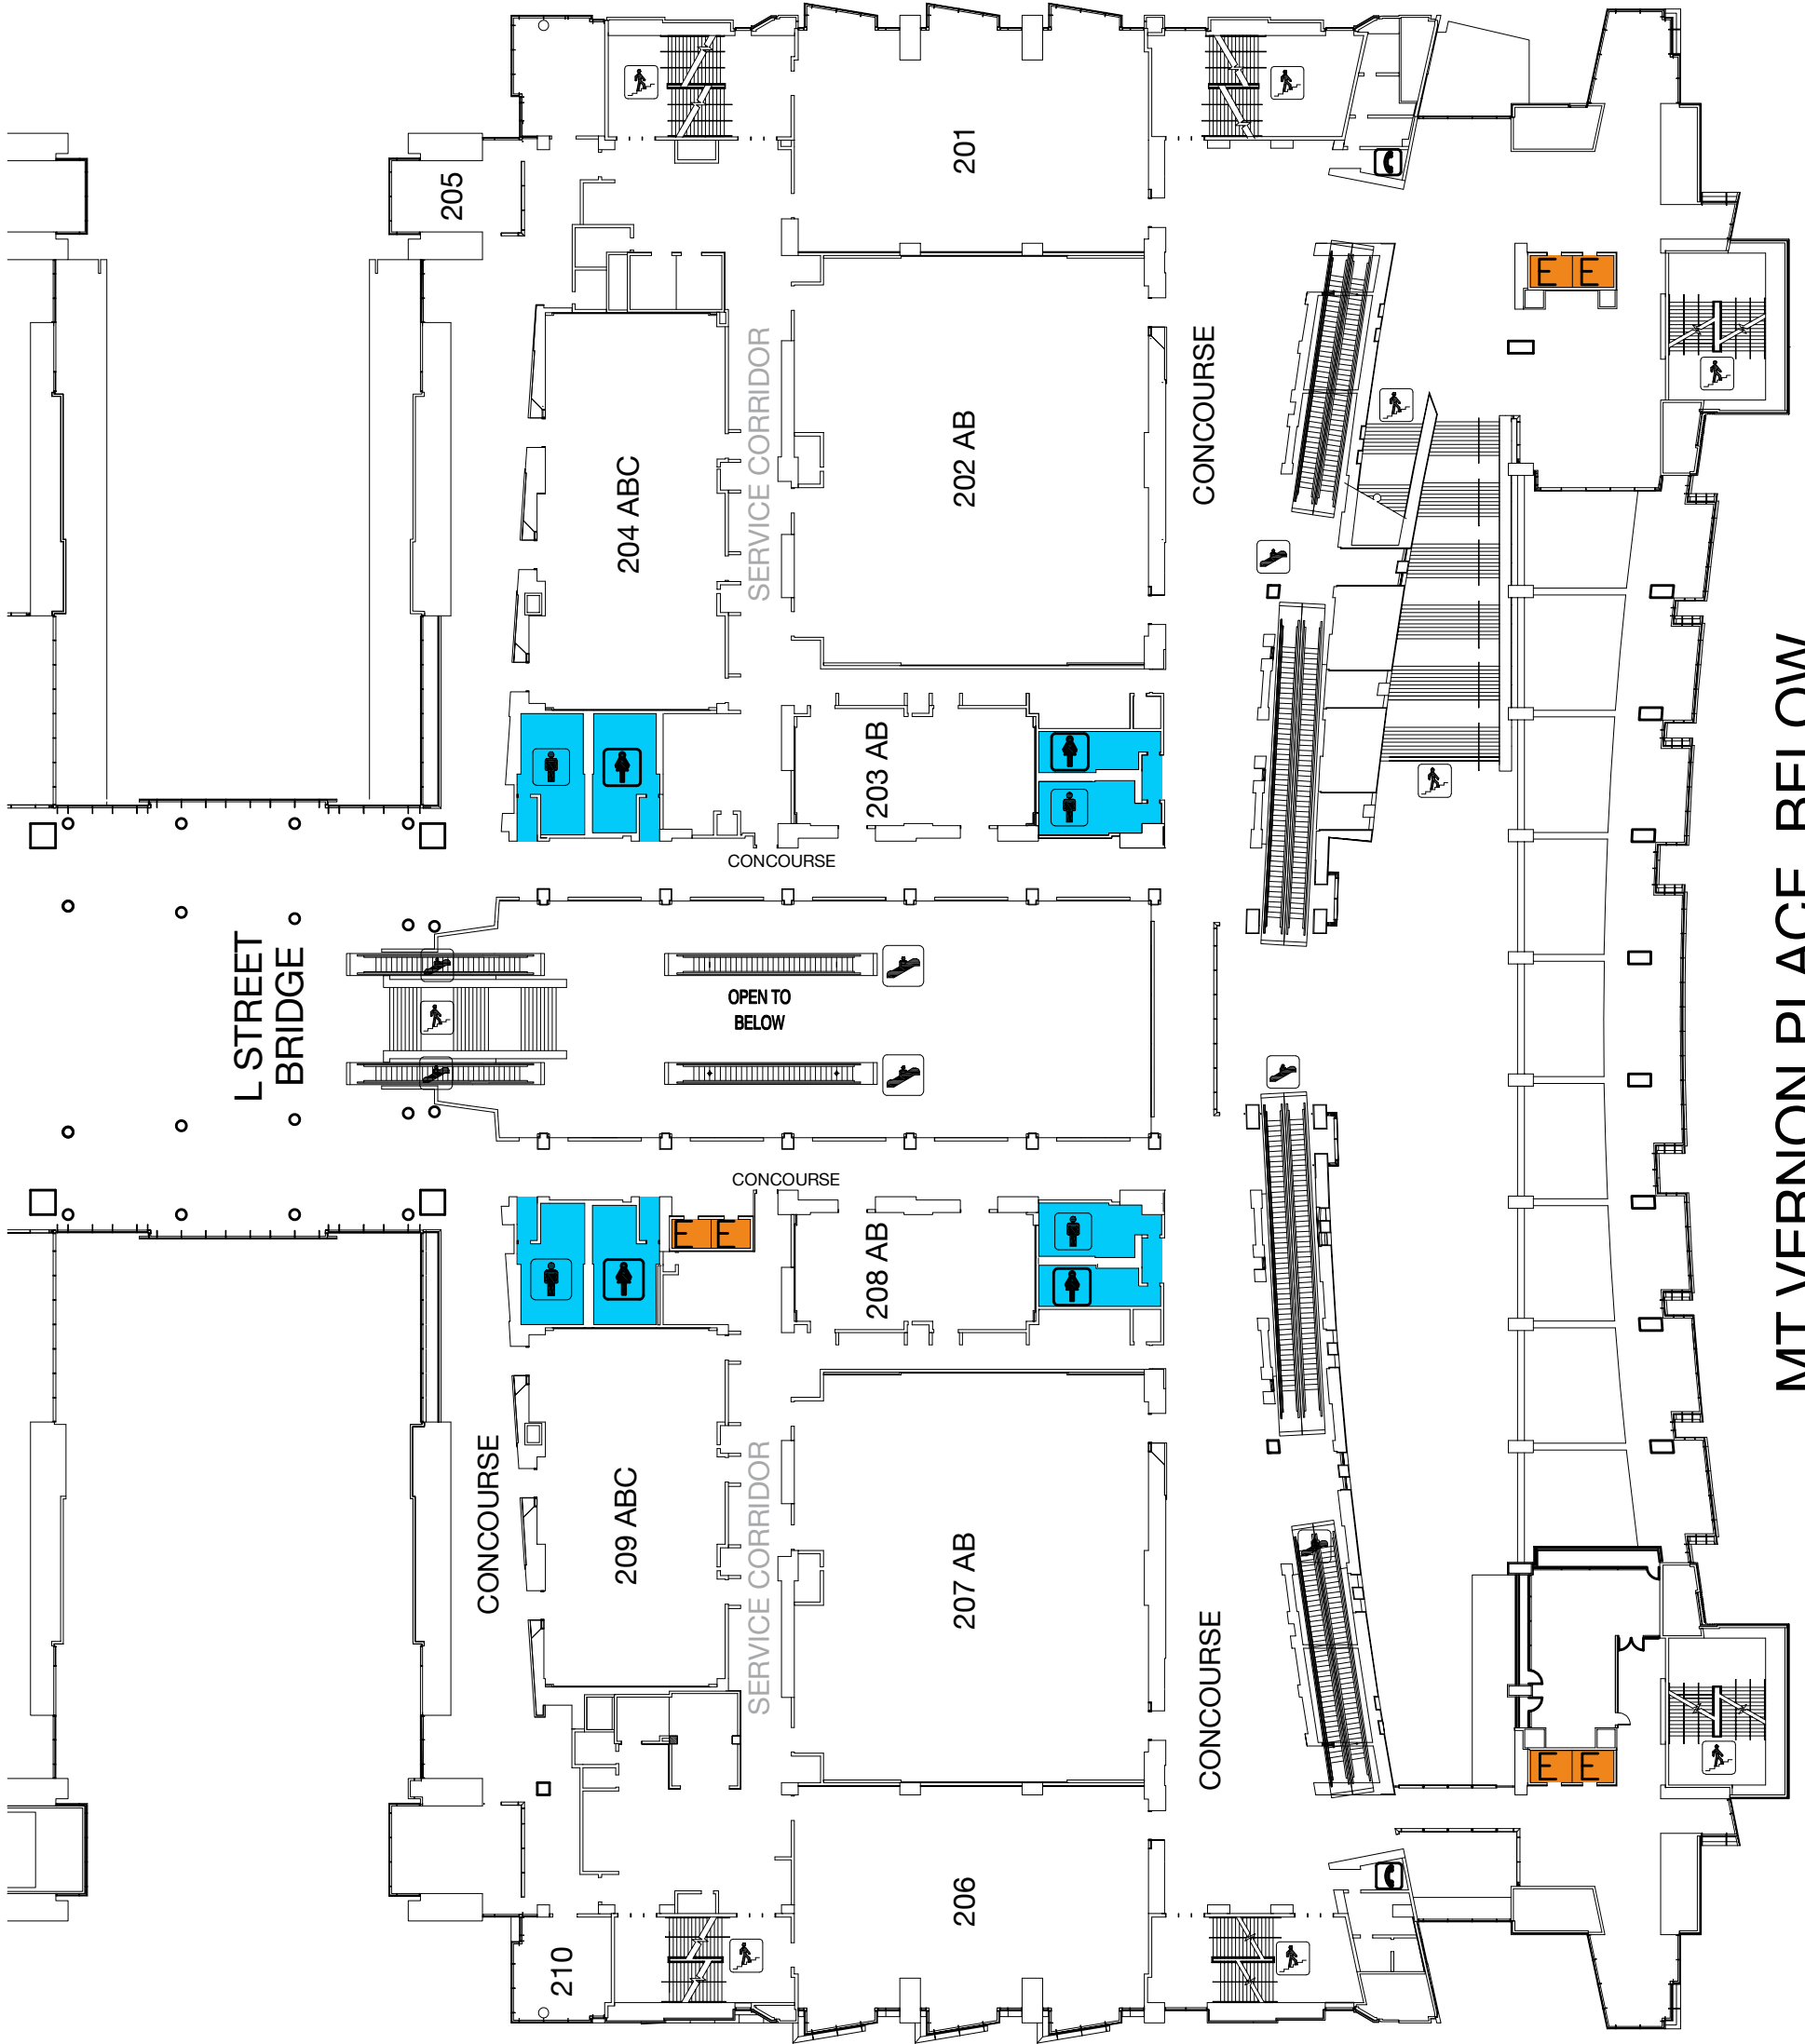 205
201
204 ABC
SERVICE CORRIDOR
202 AB
CONCOURSE
E E
203 AB
CONCOURSE
L STREET
BRIDGE
OPEN TO
BELOW
MT VERNON PLACE BELOW
CONCOURSE
E E
208 AB
CONCOURSE
209 ABC
SERVICE CORRIDOR
207 AB
CONCOURSE
E E
210
206